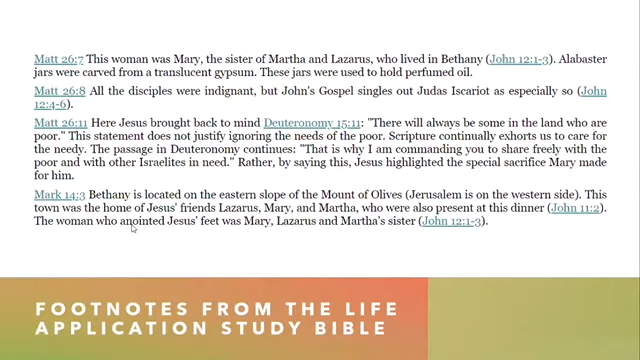 Matt 26:7 This woman was Mary, the sister of Martha and Lazarus, who lived in Bethany (John 12:1-3). Alabaster
jars were carved from a translucent gypsum. These jars were used to hold perfumed oil.
Matt 26:8 All the disciples were indignant, but John's Gospel singles out Judas Iscariot as especially so (John
12:4-6).
Matt 26:11 Here Jesus brought back to mind Deuteronomy 15:11: "There will always be some in the land who are
poor." This statement does not justify ignoring the needs of the poor. Scripture continually exhorts us to care for
the needy. The passage in Deuteronomy continues: "That is why I am commanding you to share freely with the
poor and with other Israelites in need." Rather, by saying this, Jesus highlighted the special sacrifice Mary made
for him.
Mark 14:3 Bethany is located on the eastern slope of the Mount of Olives (Jerusalem is on the western side). This
town was the home of Jesus' friends Lazarus, Mary, and Martha, who were also present at this dinner (John 11:2).
The woman who anointed Jesus' feet was Mary, Lazarus and Martha's sister (John 12:1-3).
FOOTNOTES FROM THE LIFE
APPLICATION STUDY BIBLE